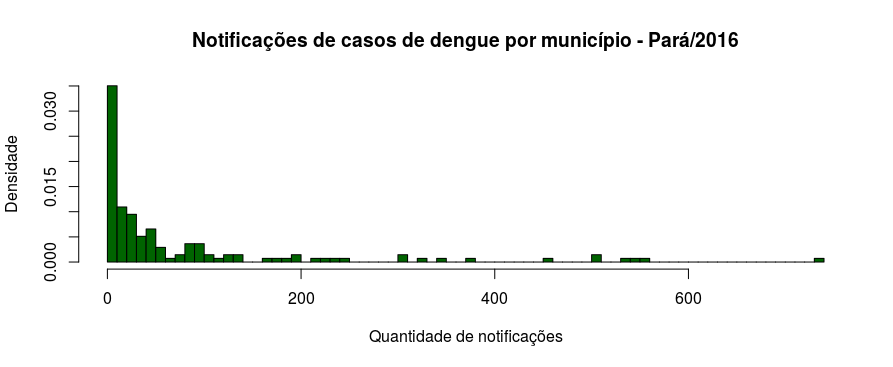 Notificações de casos de dengue por município - Pará/2016
Densidade
0.030
0.015
0.000
0 200 400 600
Quantidade de notificações